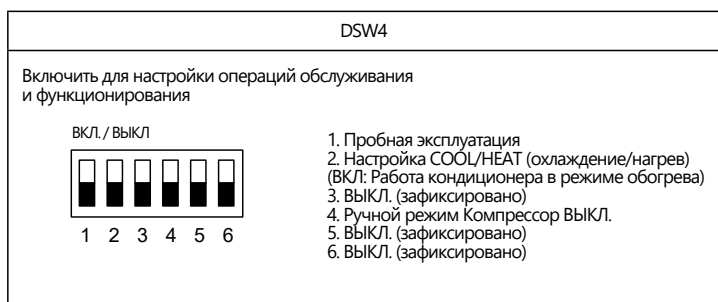 DSW4
Включить для настройки операций обслуживания
и функционирования
ВКЛ. / ВЫКЛ
1 2 3 4 5 6
1. Пробная эксплуатация
2. Настройка COOL/HEAT (охлаждение/нагрев)
(ВКЛ: Работа кондиционера в режиме обогрева)
3. ВЫКЛ. (зафиксировано)
4. Ручной режим Компрессор ВЫКЛ.
5. ВЫКЛ. (зафиксировано)
6. ВЫКЛ. (зафиксировано)